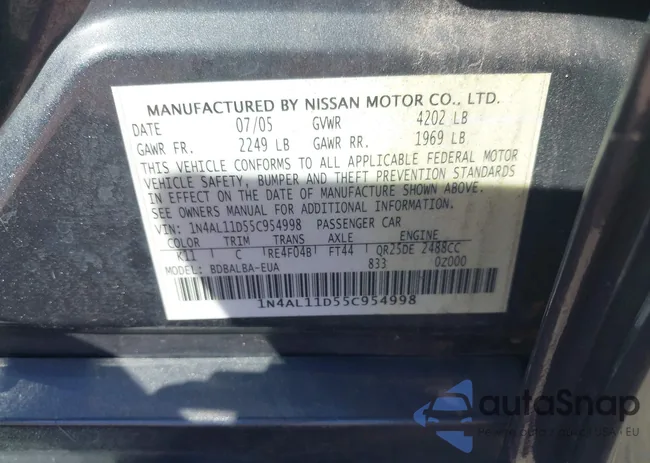 MANUFACTURED BY NISSAN MOTOR CO., LTD.
DATE 07/05 GVWR 4202 LB
GAWR FR. 2249 LB GAWR RR. 1969 LB
THIS VEHICLE CONFORMS TO ALL APPLICABLE FEDERAL MOTOR
VEHICLE SAFETY, BUMPER AND THEFT PREVENTION STANDARDS
IN EFFECT ON THE DATE OF MANUFACTURE SHOWN ABOVE.
SEE OWNERS MANUAL FOR ADDITIONAL INFORMATION.
VIN: 1N4AL11D55C954998 PASSENGER CAR
COLOR TRIM TRANS AXLE ENGINE
K11 C RE4F04B FT44 QR25DE 2488CC
MODEL: BDBALBA-EUA 833 0Z000
1N4AL11D55C954998
autoSnap